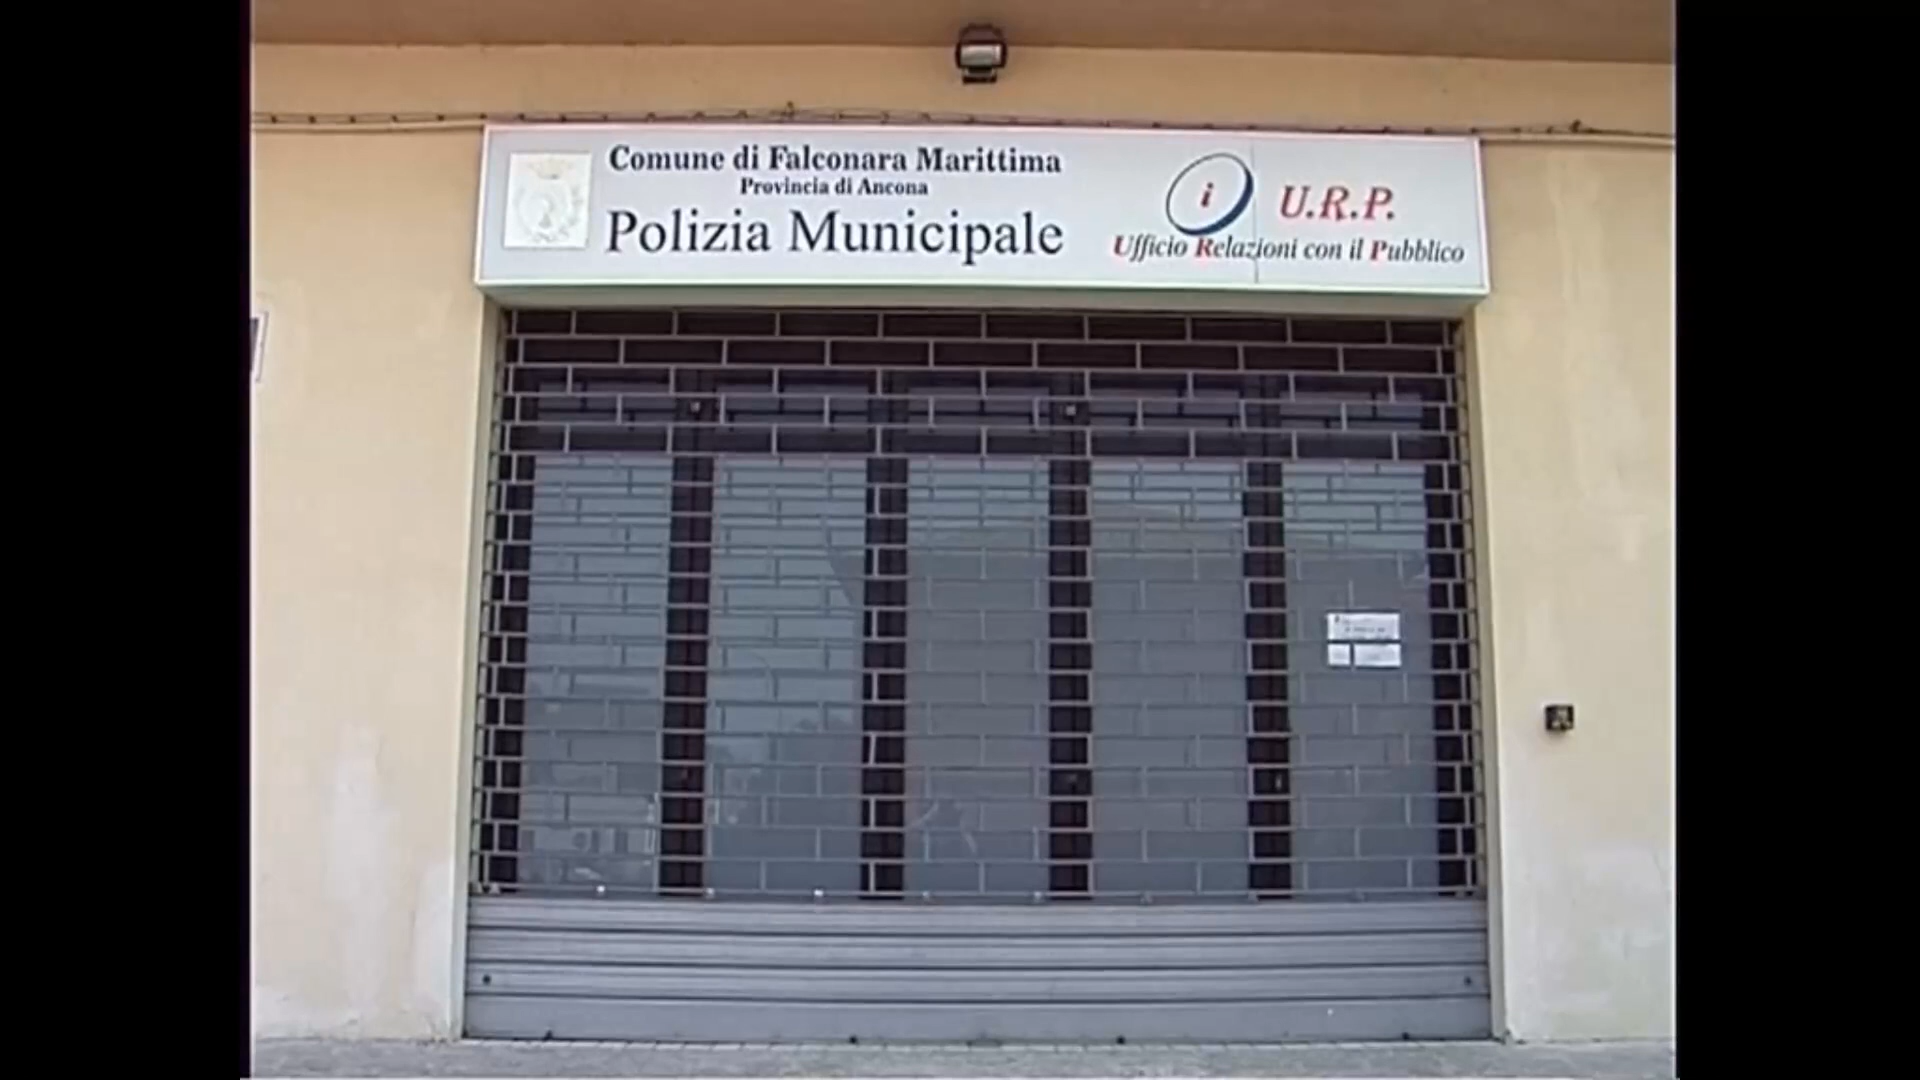 Comune di Falconara Marittima
Provincia di Ancona
Polizia Municipale
i U.R.P.
Ufficio Relazioni con il Pubblico